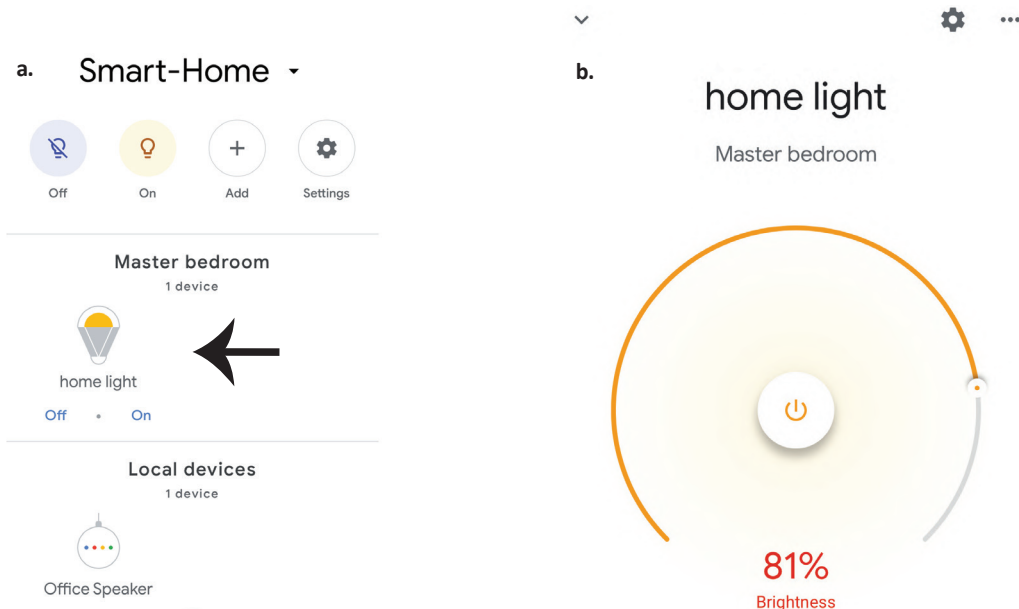 a.
Smart-Home
Off
On
Add
Settings
Master bedroom
1 device
home light
Off • On
Local devices
1 device
Office Speaker
b.
home light
Master bedroom
81%
Brightness